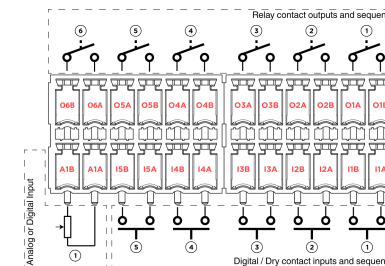 Relay contact outputs and sequen
6 5 4 3 2 1
O6B O6A O5A O5B O4A O4B O3A O3B O2A O2B O1A O1B
A1B A1A I5B I5A I4B I4A I3B I3A I2B I2A I1B I1A
Analog or Digital Input
1 5 4 3 2 1
Digital / Dry contact inputs and sequen